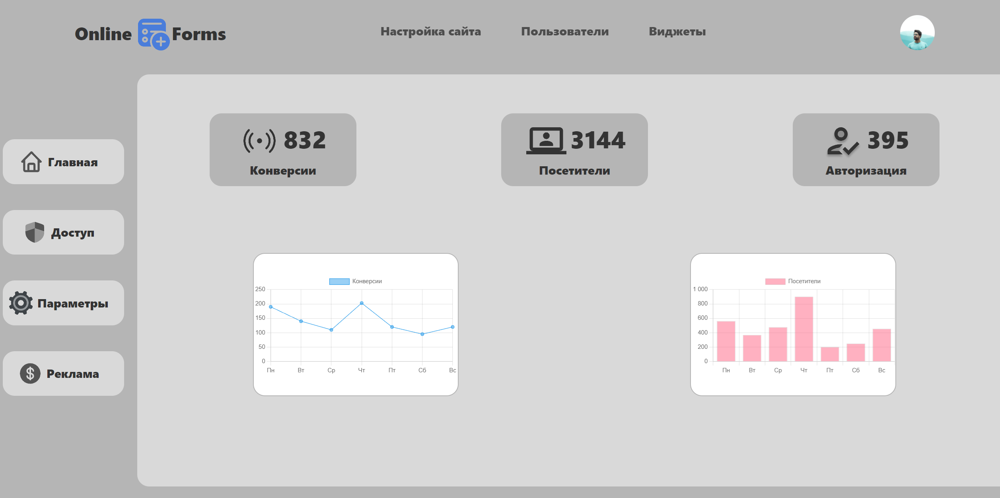 Online Forms
Настройка сайта
Пользователи
Виджеты
Главная
Доступ
Параметры
Реклама
832
Конверсии
3144
Посетители
395
Авторизация
Конверсии
250
200
150
100
50
0
Пн Вт Ср Чт Пт Сб Вс
Посетители
1 000
800
600
400
200
0
Пн Вт Ср Чт Пт Сб Вс